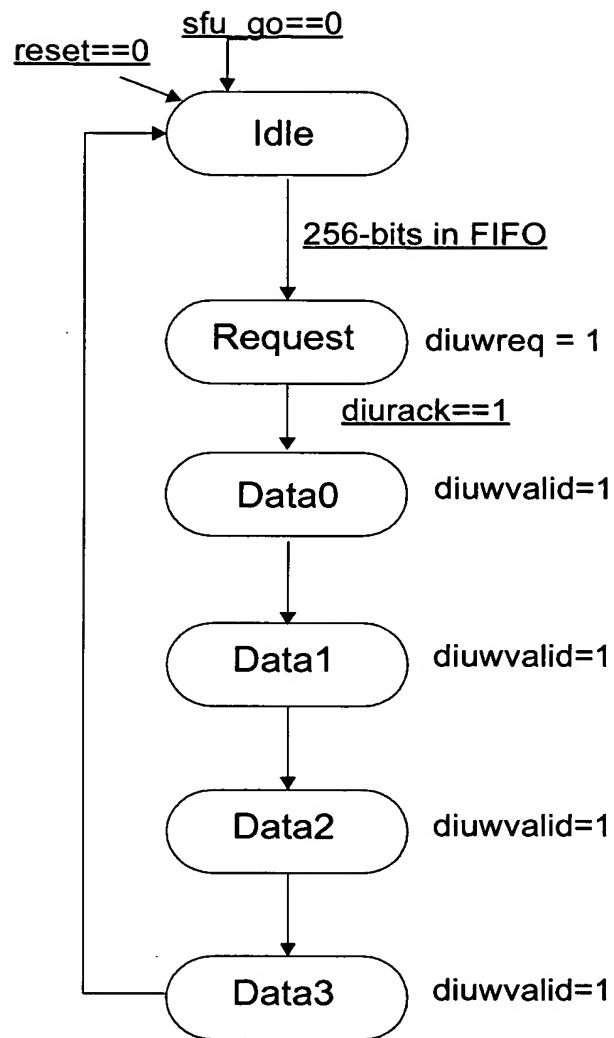 sfu_go==0
reset==0
Idle
256-bits in FIFO
Request
diuwreq = 1
diurack==1
Data0
diuwvalid=1
Data1
diuwvalid=1
Data2
diuwvalid=1
Data3
diuwvalid=1